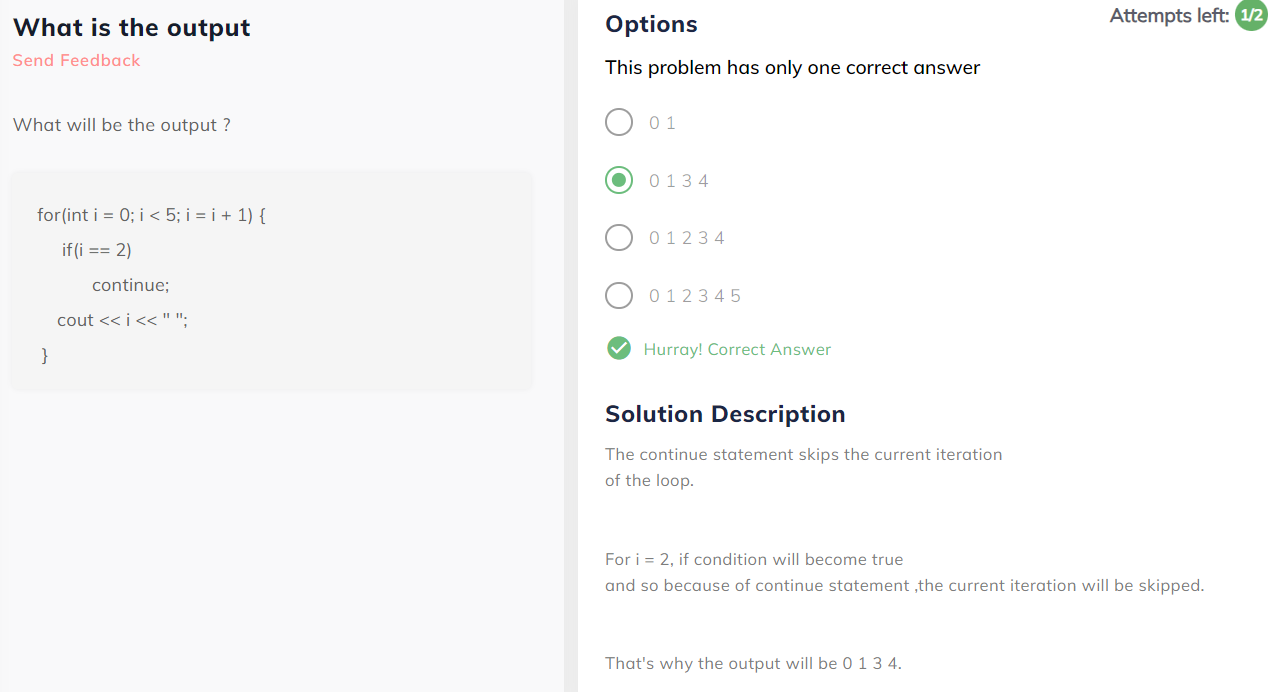 What is the output
Send Feedback
What will be the output ?
for(int i = 0; i < 5; i = i + 1) {
if(i == 2)
continue;
cout << i << " ";
}
Options
Attempts left: 1/2
This problem has only one correct answer
0 1
0 1 3 4
0 1 2 3 4
0 1 2 3 4 5
Hurray! Correct Answer
Solution Description
The continue statement skips the current iteration
of the loop.
For i = 2, if condition will become true
and so because of continue statement ,the current iteration will be skipped.
That's why the output will be 0 1 3 4.